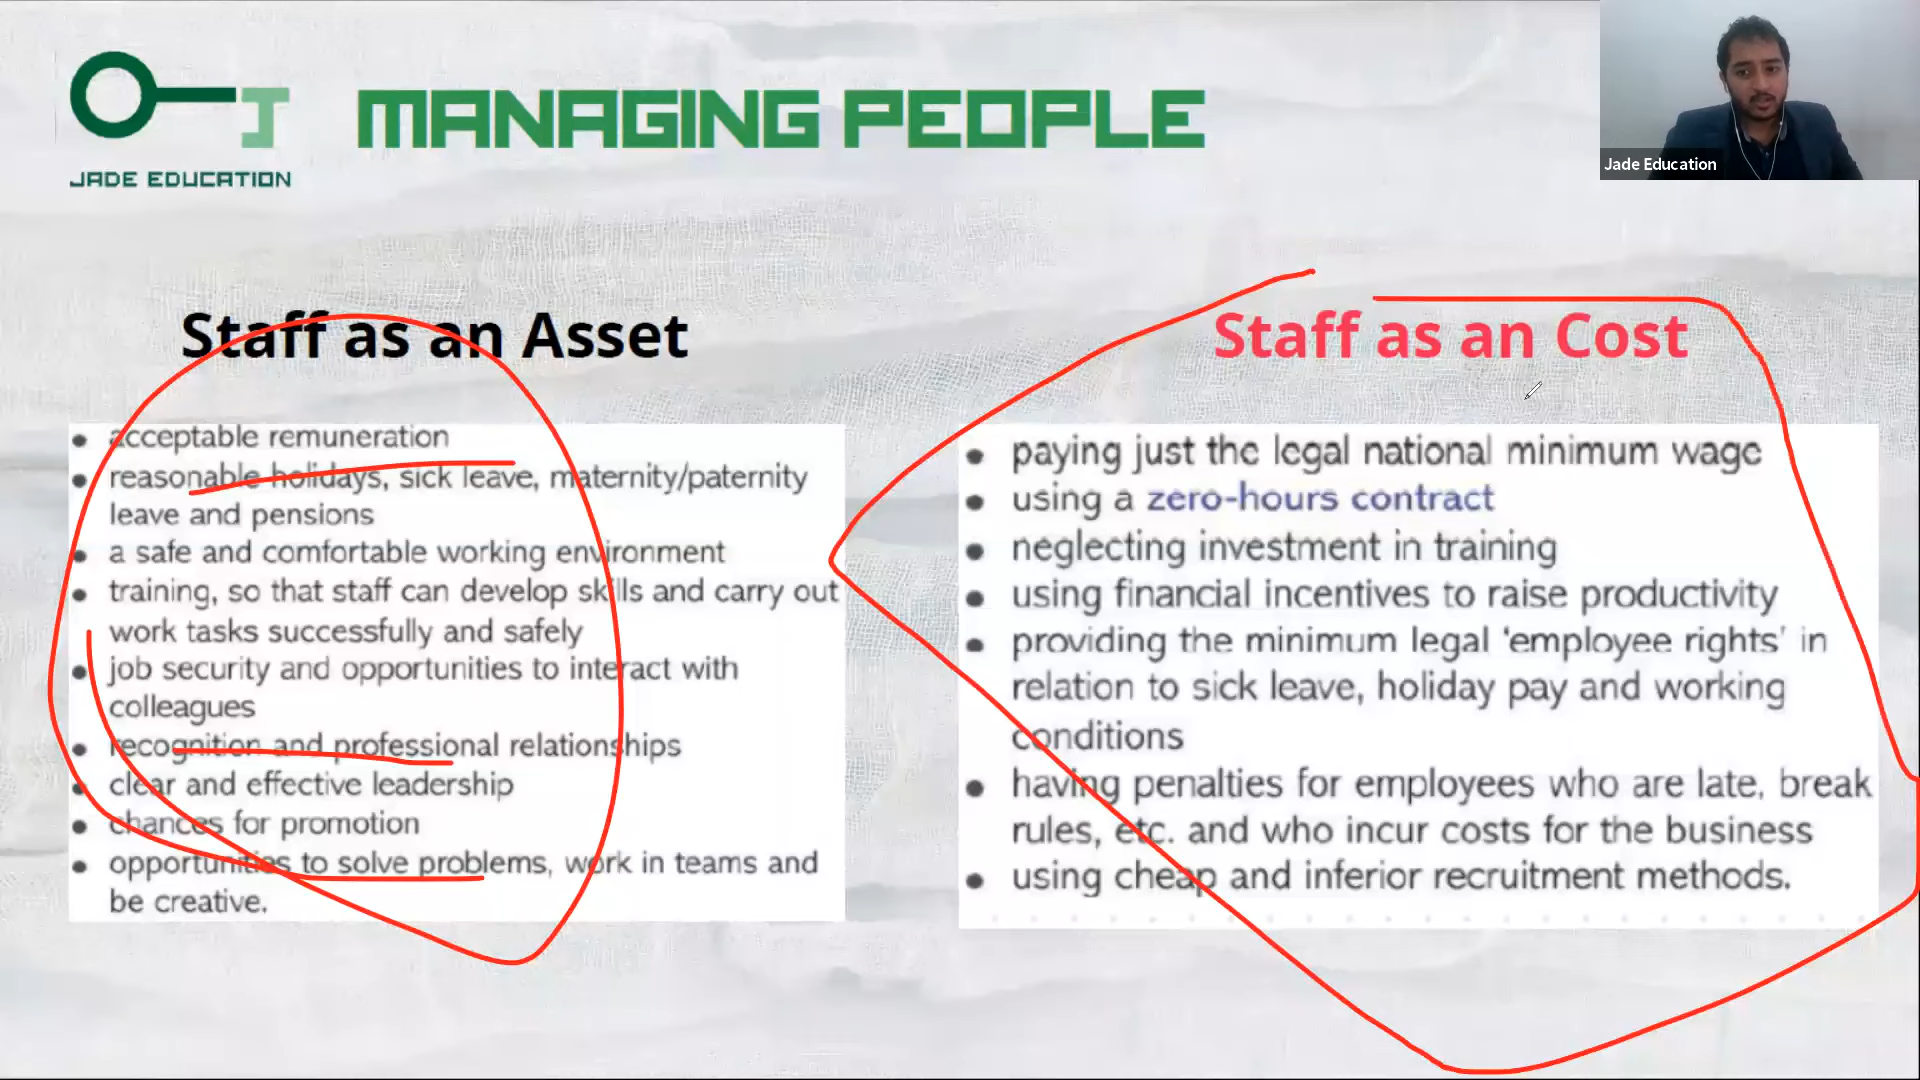 J
JADE EDUCATION
MANAGING PEOPLE
Jade Education
Staff as an Asset
• acceptable remuneration
• reasonable holidays, sick leave, maternity/paternity
leave and pensions
• a safe and comfortable working environment
• training, so that staff can develop skills and carry out
work tasks successfully and safely
• job security and opportunities to interact with
colleagues
• recognition and professional relationships
• clear and effective leadership
• chances for promotion
• opportunities to solve problems, work in teams and
be creative.
Staff as an Cost
• paying just the legal national minimum wage
• using a zero-hours contract
• neglecting investment in training
• using financial incentives to raise productivity
• providing the minimum legal ‘employee rights’ in
relation to sick leave, holiday pay and working
conditions
• having penalties for employees who are late, break
rules, etc. and who incur costs for the business
• using cheap and inferior recruitment methods.